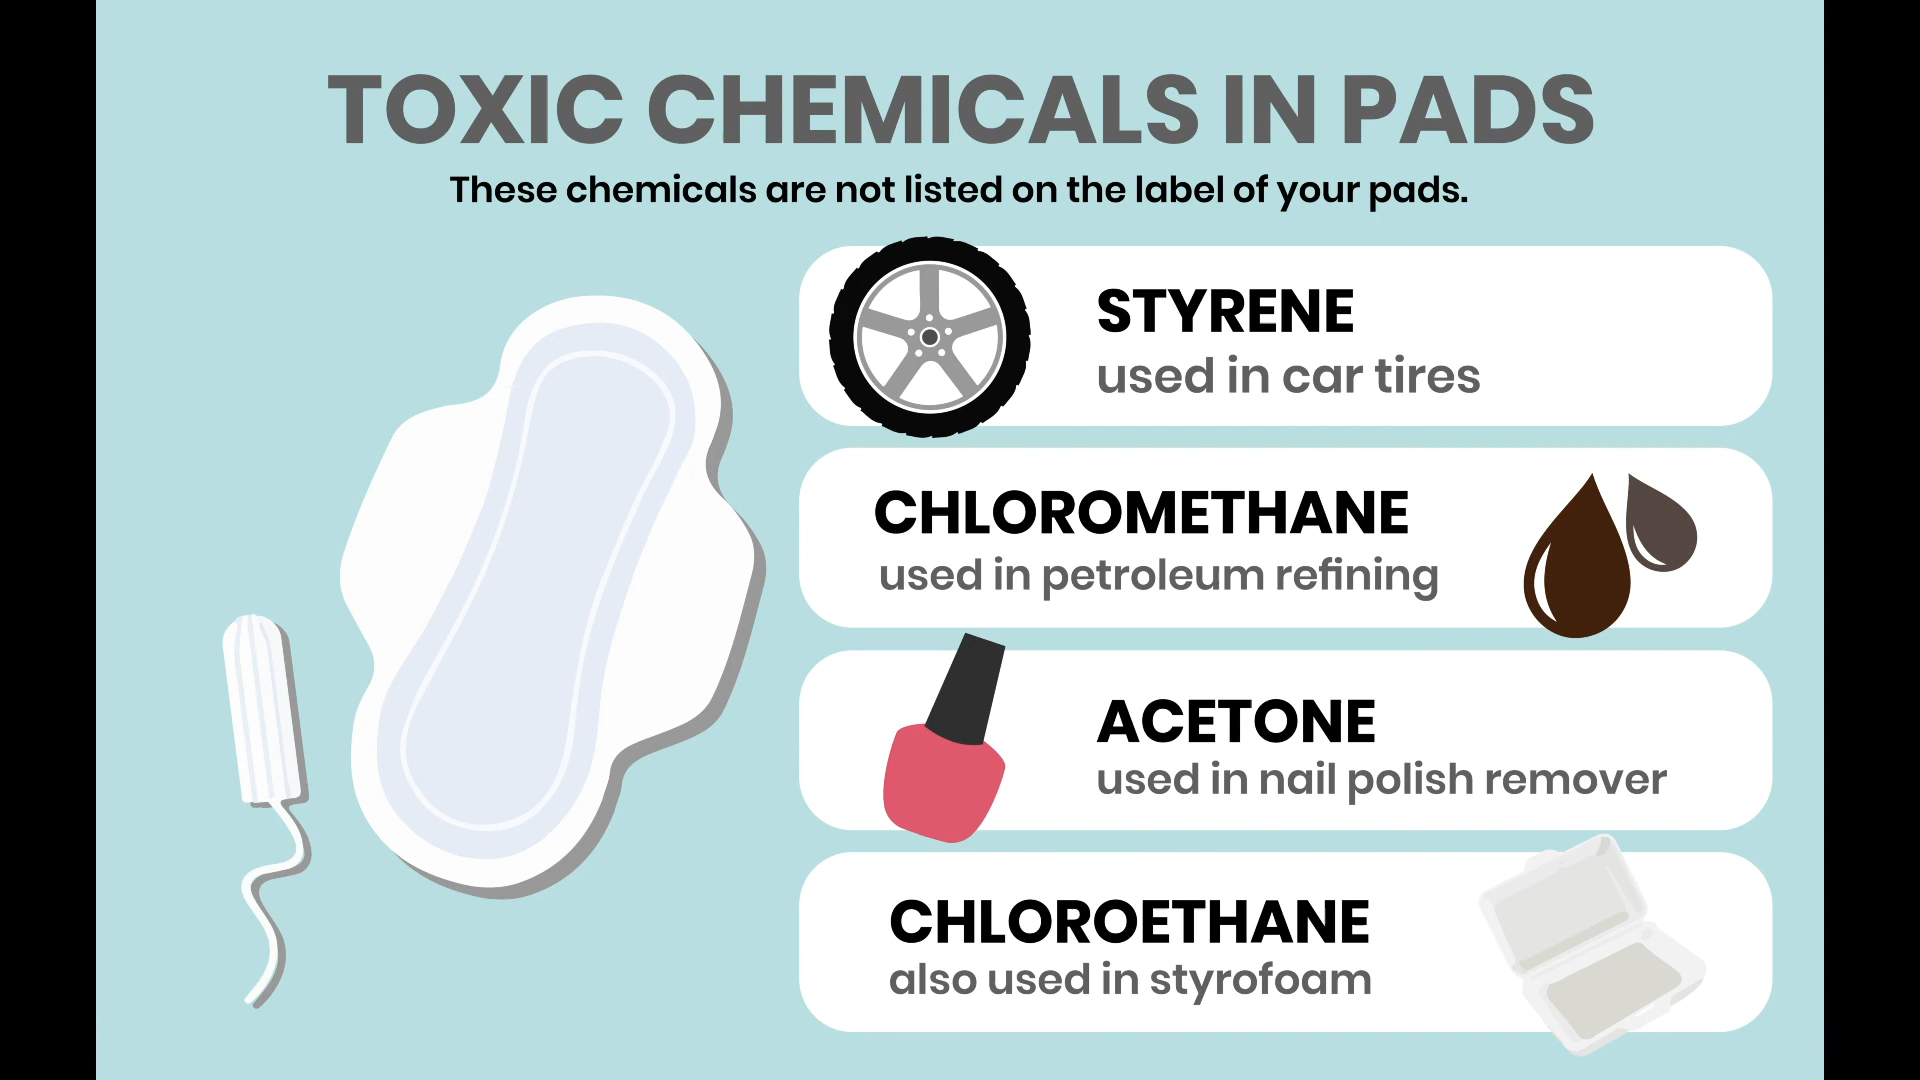 TOXIC CHEMICALS IN PADS
These chemicals are not listed on the label of your pads.
STYRENE
used in car tires
CHLOROMETHANE
used in petroleum refining
ACETONE
used in nail polish remover
CHLOROETHANE
also used in styrofoam